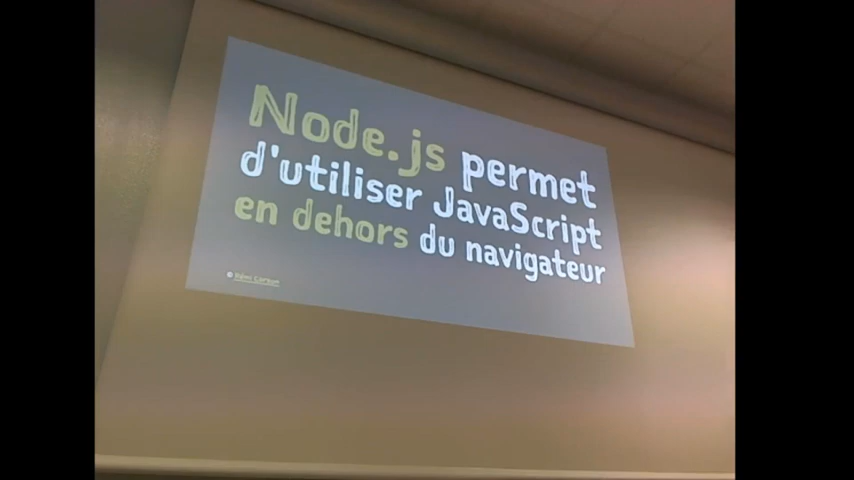 Node.js permet
d'utiliser JavaScript
en dehors du navigateur